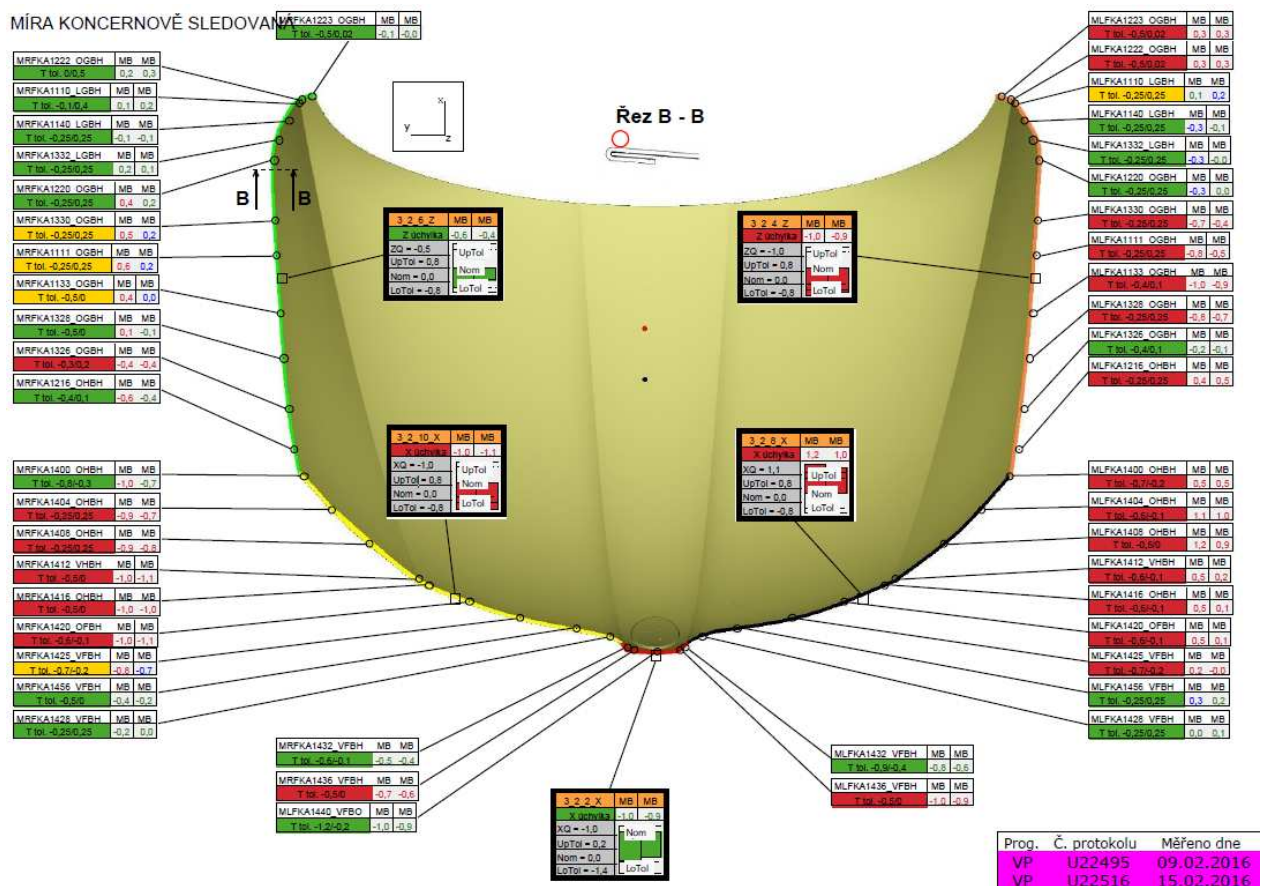 MÍRA KONCERNOVĚ SLEDOVANÁ
MRFKA1223_OGBH MB MB
T tol. -0,5/0,02 -0,1 -0,0
MRFKA1222_OGBH MB MB
T tol. 0/0,5 0,2 0,3
MRFKA1110_LGBH MB MB
T tol. -0,1/0,4 0,1 0,2
MRFKA1140_LGBH MB MB
T tol. -0,25/0,25 -0,1 -0,1
MRFKA1332_LGBH MB MB
T tol. -0,25/0,25 0,2 0,1
MRFKA1220_OGBH MB MB
T tol. -0,25/0,25 0,4 0,2
MRFKA1330_OGBH MB MB
T tol. -0,25/0,25 0,5 0,2
MRFKA1111_OGBH MB MB
T tol. -0,25/0,25 0,6 0,2
MRFKA1133_OGBH MB MB
T tol. -0,5/0 0,4 0,0
MRFKA1328_OGBH MB MB
T tol. -0,5/0 0,1 -0,1
MRFKA1326_OGBH MB MB
T tol. -0,3/0,2 -0,4 -0,4
MRFKA1216_OHBH MB MB
T tol. -0,4/0,1 -0,6 -0,4
MRFKA1400_OHBH MB MB
T tol. -0,8/-0,3 -1,0 -0,7
MRFKA1404_OHBH MB MB
T tol. -0,25/0,25 -0,9 -0,7
MRFKA1408_OHBH MB MB
T tol. -0,25/0,25 -0,9 -0,8
MRFKA1412_VHBH MB MB
T tol. -0,5/0 -1,0 -1,1
MRFKA1416_OHBH MB MB
T tol. -0,5/0 -1,0 -1,0
MRFKA1420_OFBH MB MB
T tol. -0,6/-0,1 -1,0 -1,1
MRFKA1425_VFBH MB MB
T tol. -0,7/-0,2 -0,8 -0,7
MRFKA1456_VFBH MB MB
T tol. -0,5/0 -0,4 -0,2
MRFKA1428_VFBH MB MB
T tol. -0,25/0,25 -0,2 0,0
MRFKA1432_VFBH MB MB
T tol. -0,6/-0,1 -0,5 -0,4
MRFKA1436_VFBH MB MB
T tol. -0,5/0 -0,7 -0,6
MLFKA1440_VFBO MB MB
T tol. -1,2/-0,2 -1,0 -0,9
x
y
z
Řez B - B
B B
3_2_6_Z MB MB
Z úchylka -0,6 -0,4
ZQ = -0,5
UpTol = 0,8
Nom = 0,0
LoTol = -0,8
UpTol
Nom
LoTol
3_2_4_Z MB MB
Z úchylka -1,0 -0,9
ZQ = -1,0
UpTol = 0,8
Nom = 0,0
LoTol = -0,8
UpTol
Nom
LoTol
3_2_10_X MB MB
X úchylka -1,0 -1,1
XQ = -1,0
UpTol = 0,8
Nom = 0,0
LoTol = -0,8
UpTol
Nom
LoTol
3_2_8_X MB MB
X úchylka 1,2 1,0
XQ = 1,1
UpTol = 0,8
Nom = 0,0
LoTol = -0,8
UpTol
Nom
LoTol
3_2_2_X MB MB
X úchylka -1,0 -0,9
XQ = -1,0
UpTol = 0,2
Nom = 0,0
LoTol = -1,4
Nom
LoTol
MLFKA1223_OGBH MB MB
T tol. -0,5/0,02 0,3 0,3
MLFKA1222_OGBH MB MB
T tol. -0,5/0,02 0,3 0,3
MLFKA1110_LGBH MB MB
T tol. -0,25/0,25 0,1 0,2
MLFKA1140_LGBH MB MB
T tol. -0,25/0,25 -0,3 -0,1
MLFKA1332_LGBH MB MB
T tol. -0,25/0,25 -0,3 -0,0
MLFKA1220_OGBH MB MB
T tol. -0,25/0,25 -0,3 0,0
MLFKA1330_OGBH MB MB
T tol. -0,25/0,25 -0,7 -0,4
MLFKA1111_OGBH MB MB
T tol. -0,25/0,25 -0,8 -0,5
MLFKA1133_OGBH MB MB
T tol. -0,4/0,1 -1,0 -0,9
MLFKA1328_OGBH MB MB
T tol. -0,25/0,25 -0,8 -0,7
MLFKA1326_OGBH MB MB
T tol. -0,4/0,1 -0,2 -0,1
MLFKA1216_OHBH MB MB
T tol. -0,25/0,25 0,4 0,5
MLFKA1400_OHBH MB MB
T tol. -0,7/-0,2 0,5 0,5
MLFKA1404_OHBH MB MB
T tol. -0,6/-0,1 1,1 1,0
MLFKA1408_OHBH MB MB
T tol. -0,5/0 1,2 0,9
MLFKA1412_VHBH MB MB
T tol. -0,6/-0,1 0,5 0,2
MLFKA1416_OHBH MB MB
T tol. -0,6/-0,1 0,5 0,1
MLFKA1420_OFBH MB MB
T tol. -0,6/-0,1 0,5 0,1
MLFKA1425_VFBH MB MB
T tol. -0,7/-0,2 0,2 -0,0
MLFKA1456_VFBH MB MB
T tol. -0,25/0,25 0,3 0,2
MLFKA1428_VFBH MB MB
T tol. -0,25/0,25 0,0 0,1
MLFKA1432_VFBH MB MB
T tol. -0,9/-0,4 -0,8 -0,6
MLFKA1436_VFBH MB MB
T tol. -0,5/0 -1,0 -0,9
Prog. Č. protokolu Měřeno dne
VP U22495 09.02.2016
VP U22516 15.02.2016